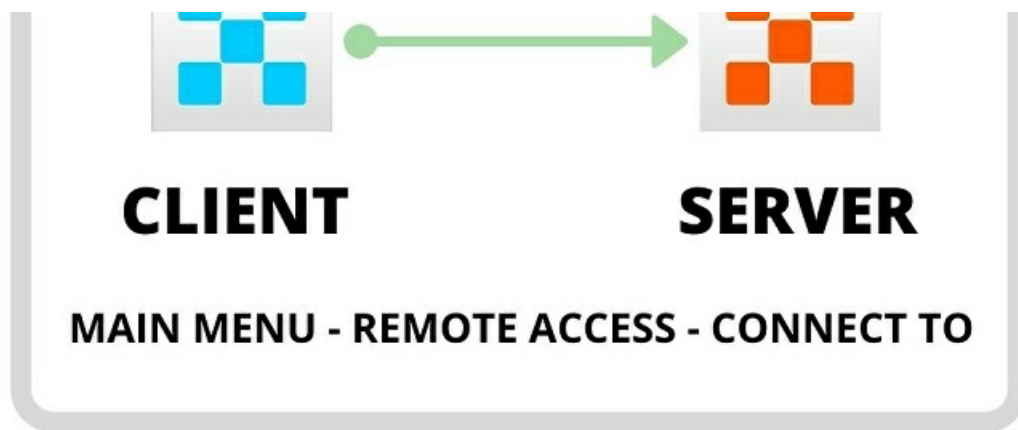 CLIENT SERVER
MAIN MENU - REMOTE ACCESS - CONNECT TO